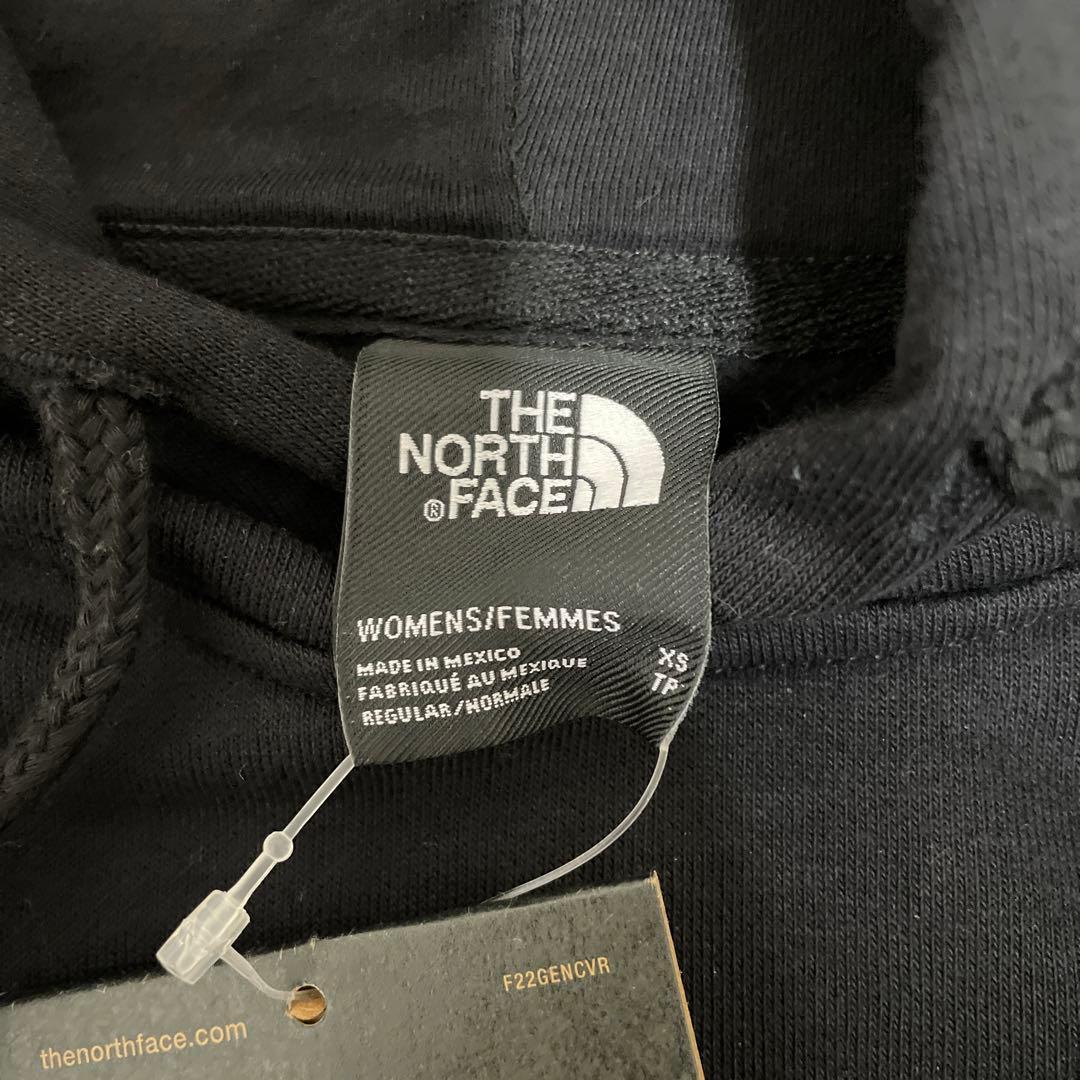 THE
NORTH
® FACE
WOMENS/FEMMES
MADE IN MEXICO
FABRIQUÉ AU MEXIQUE
REGULAR/NORMALE
XS
TP
F22GENCVR
thenorthface.com